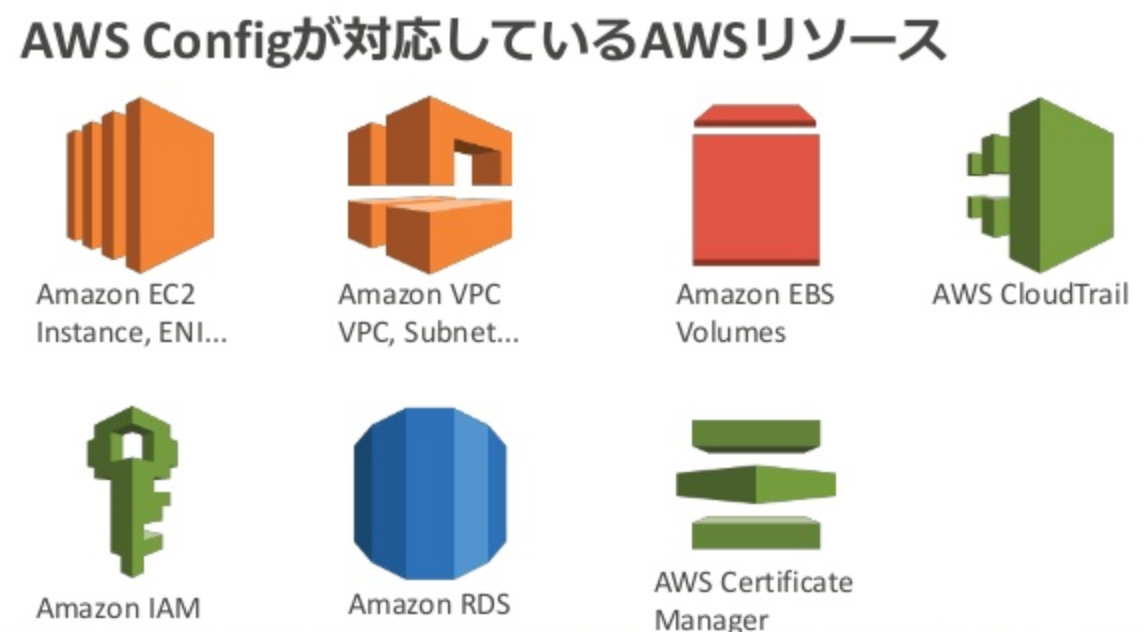 AWS Configが対応しているAWSリソース
Amazon EC2
Instance, ENI...
Amazon VPC
VPC, Subnet...
Amazon EBS
Volumes
AWS CloudTrail
Amazon IAM
Amazon RDS
AWS Certificate
Manager